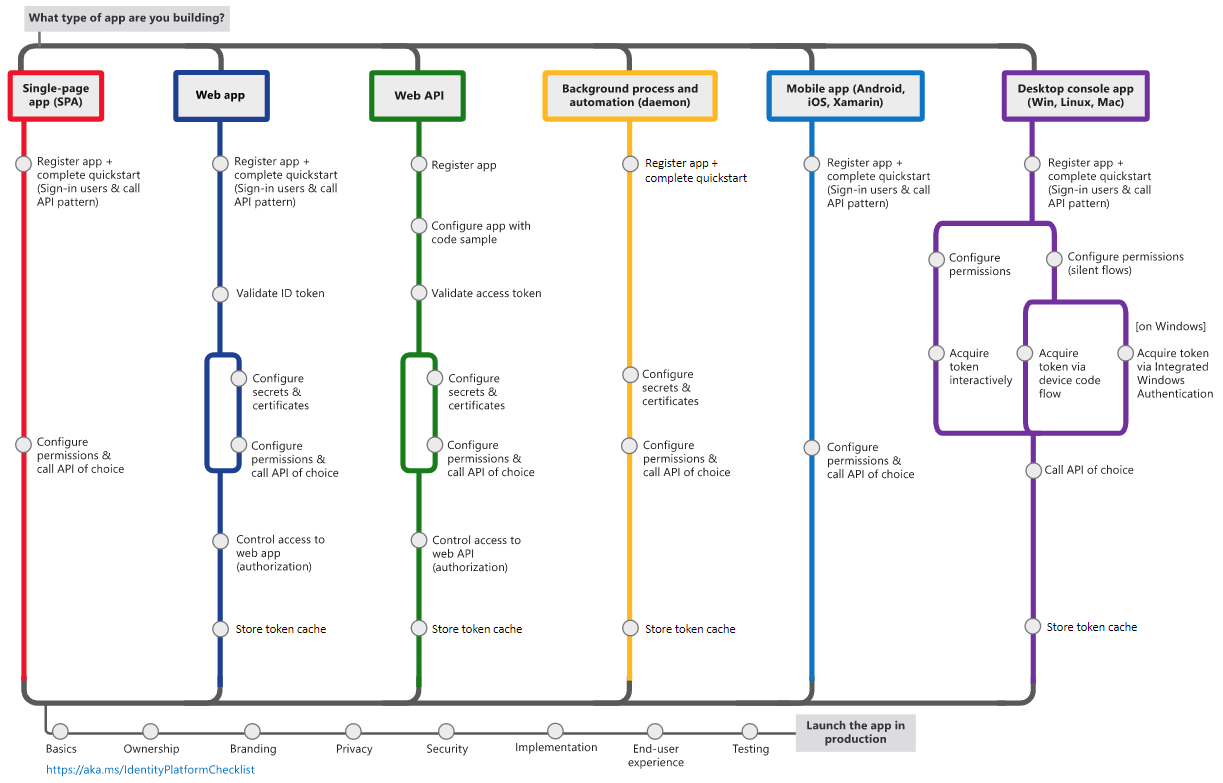 What type of app are you building?
Single-page
app (SPA)
Register app +
complete quickstart
(Sign-in users & call
API pattern)
Configure
permissions &
call API of choice
Web app
Register app +
complete quickstart
(Sign-in users & call
API pattern)
Validate ID token
Configure
secrets &
certificates
Configure
permissions &
call API of choice
Control access to
web app
(authorization)
Store token cache
Web API
Register app
Configure app with
code sample
Validate access token
Configure
secrets &
certificates
Configure
permissions &
call API of choice
Control access to
web API
(authorization)
Store token cache
Background process and
automation (daemon)
Register app +
complete quickstart
Configure
secrets &
certificates
Configure
permissions &
call API of choice
Store token cache
Mobile app (Android,
iOS, Xamarin)
Register app +
complete quickstart
(Sign-in users & call
API pattern)
Configure
permissions &
call API of choice
Desktop console app
(Win, Linux, Mac)
Register app +
complete quickstart
(Sign-in users & call
API pattern)
Configure
permissions
Configure permissions
(silent flows)
Acquire
token
interactively
Acquire
token via
device code
flow
[on Windows]
Acquire token
via Integrated
Windows
Authentication
Call API of choice
Store token cache
Basics
Ownership
Branding
Privacy
Security
Implementation
End-user
experience
Testing
Launch the app in
production
https://aka.ms/IdentityPlatformChecklist